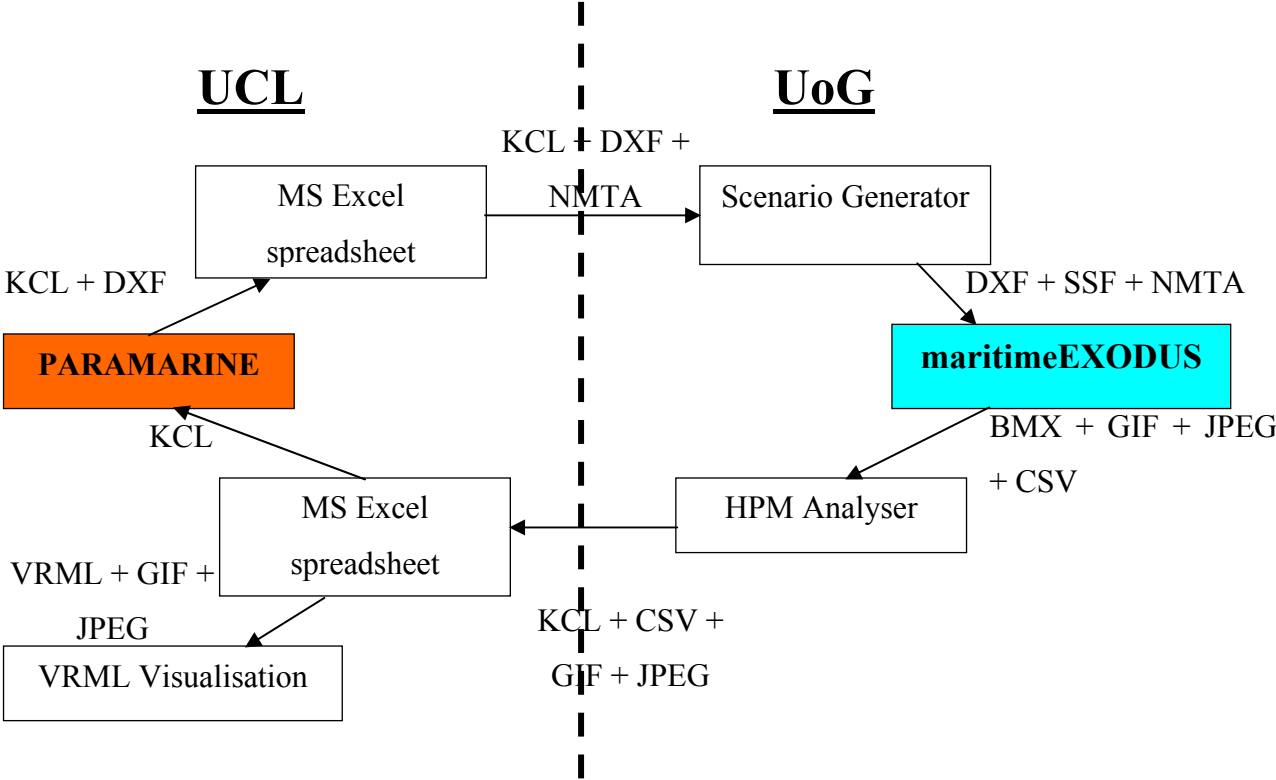 UCL
UoG
KCL + DXF +
NMTA
MS Excel
spreadsheet
Scenario Generator
KCL + DXF
DXF + SSF + NMTA
PARAMARINE
maritimeEXODUS
KCL
BMX + GIF + JPEG
+ CSV
MS Excel
spreadsheet
HPM Analyser
VRML + GIF +
JPEG
KCL + CSV +
GIF + JPEG
VRML Visualisation